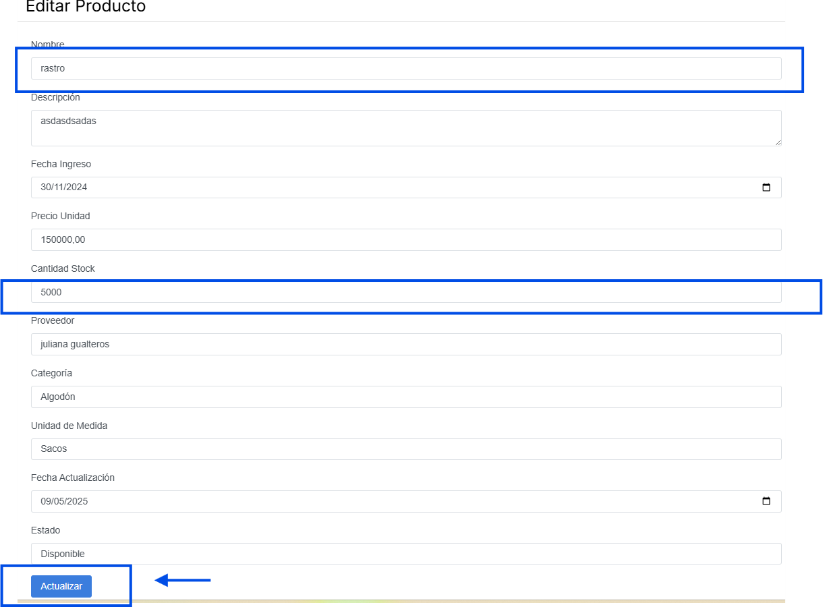 Editar Producto
Nombre
rastro
Descripción
asdasdsadas
Fecha Ingreso
30/11/2024
Precio Unidad
150000,00
Cantidad Stock
5000
Proveedor
juliana gualteros
Categoría
Algodón
Unidad de Medida
Sacos
Fecha Actualización
09/05/2025
Estado
Disponible
Actualizar